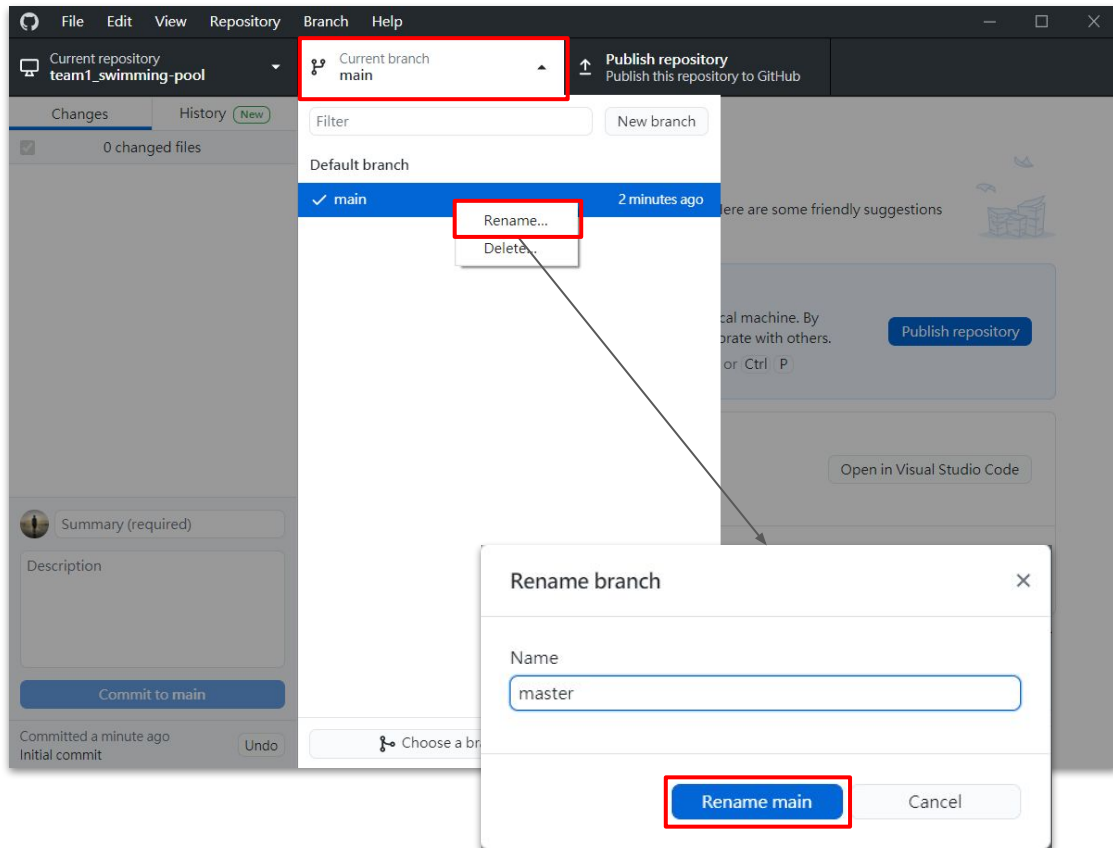 File Edit View Repository Branch Help
Current repository
team1_swimming-pool
Current branch
main
Publish repository
Publish this repository to GitHub
Changes
History New
0 changed files
Filter
New branch
Default branch
main
2 minutes ago
Rename...
Delete...
ere are some friendly suggestions
cal machine. By
orate with others.
or Ctrl P
Publish repository
Open in Visual Studio Code
Summary (required)
Description
Commit to main
Committed a minute ago
Initial commit
Undo
Choose a br
Rename branch
Name
master
Rename main
Cancel